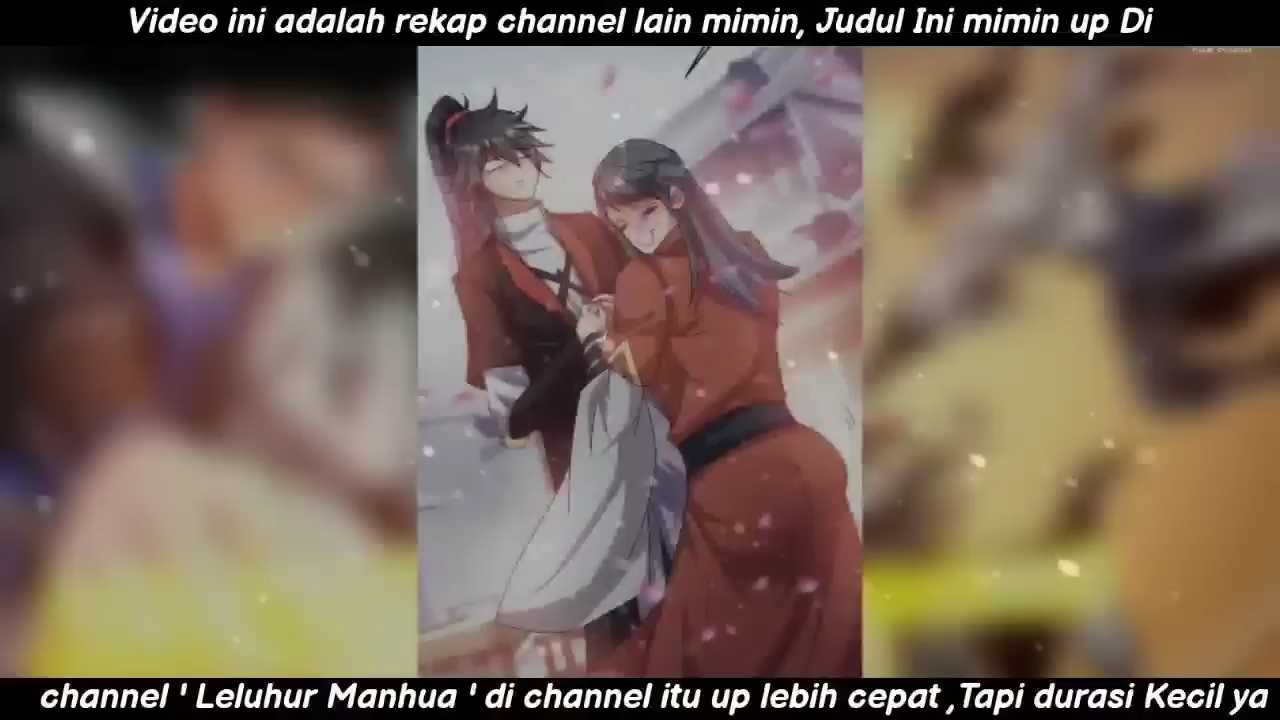 Video ini adalah rekap channel lain mimin, Judul Ini mimin up Di
channel ' Leluhur Manhua ' di channel itu up lebih cepat ,Tapi durasi Kecil ya